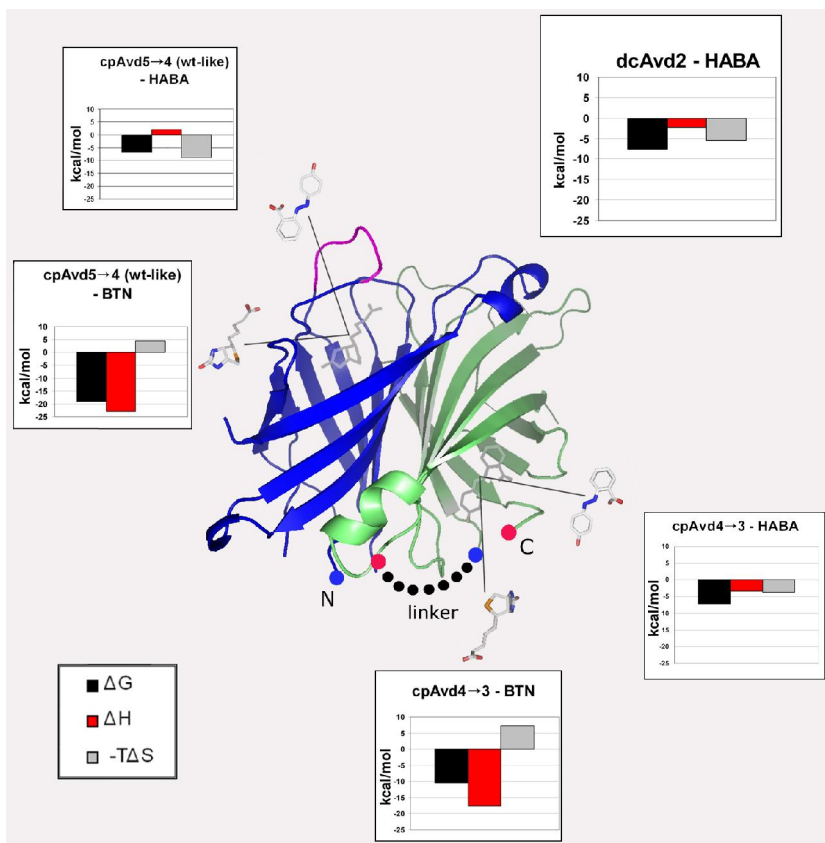 cpAvd5→4 (wt-like)
- HABA
kcal/mol
10
5
0
-5
-10
-15
-20
-25
dcAvd2 - HABA
kcal/mol
10
5
0
-5
-10
-15
-20
-25
cpAvd5→4 (wt-like)
- BTN
kcal/mol
10
5
0
-5
-10
-15
-20
-25
N
linker
C
cpAvd4→3 - HABA
kcal/mol
10
5
0
-5
-10
-15
-20
-25
ΔG
ΔH
-TΔS
cpAvd4→3 - BTN
kcal/mol
10
5
0
-5
-10
-15
-20
-25